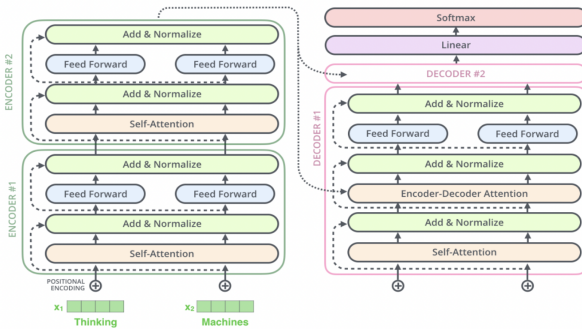 ENCODER #2
Add & Normalize
Feed Forward Feed Forward
Add & Normalize
Self-Attention
ENCODER #1
Add & Normalize
Feed Forward Feed Forward
Add & Normalize
Self-Attention
POSITIONAL
ENCODING
x1 x2
Thinking Machines
Softmax
Linear
DECODER #2
DECODER #1
Add & Normalize
Feed Forward Feed Forward
Add & Normalize
Encoder-Decoder Attention
Add & Normalize
Self-Attention